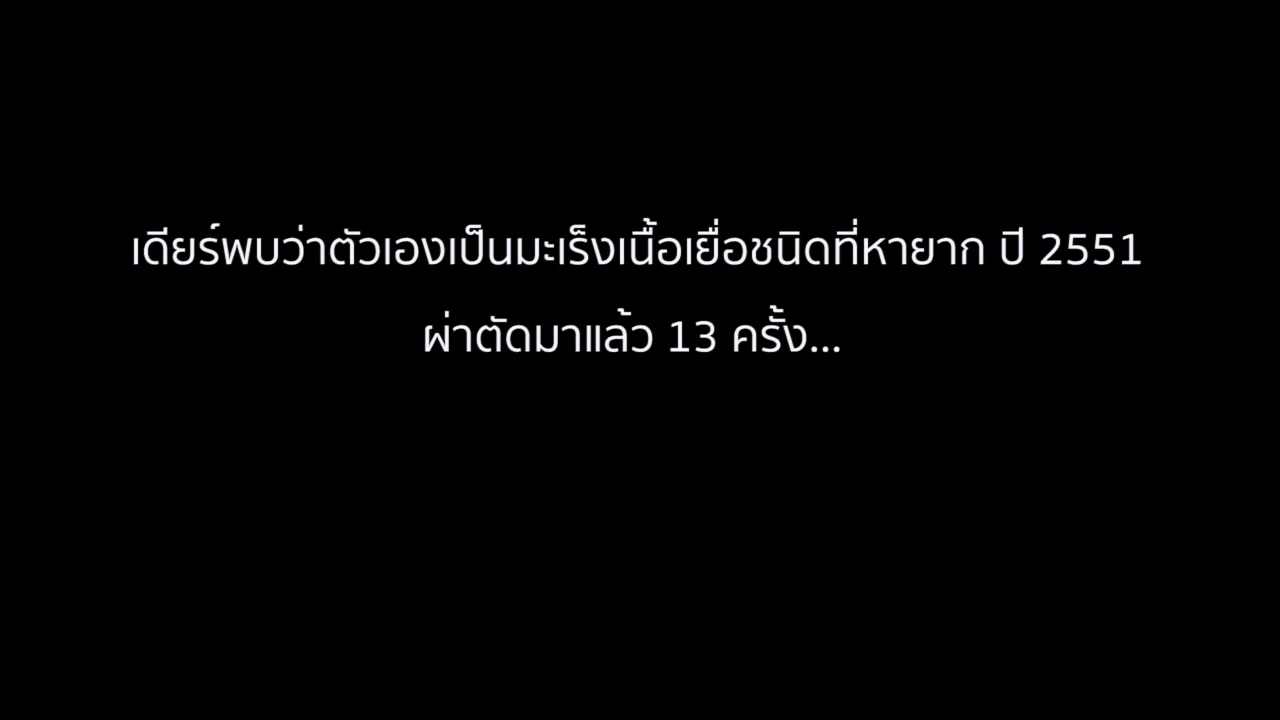 เดียร์พบว่าตัวเองเป็นมะเร็งเนื้อเยื่อชนิดที่หายาก ปี 2551
ผ่าตัดมาแล้ว 13 ครั้ง...